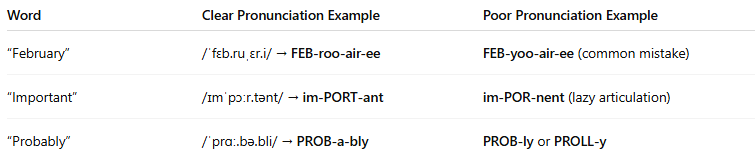 Word Clear Pronunciation Example Poor Pronunciation Example
“February” /ˈfɛb.ruˌɛr.i/ → FEB-roo-air-ee FEB-yoo-air-ee (common mistake)
“Important” /ɪmˈpɔːr.tənt/ → im-PORT-ant im-POR-nent (lazy articulation)
“Probably” /ˈprɑː.bə.bli/ → PROB-a-bly PROB-ly or PROLL-y